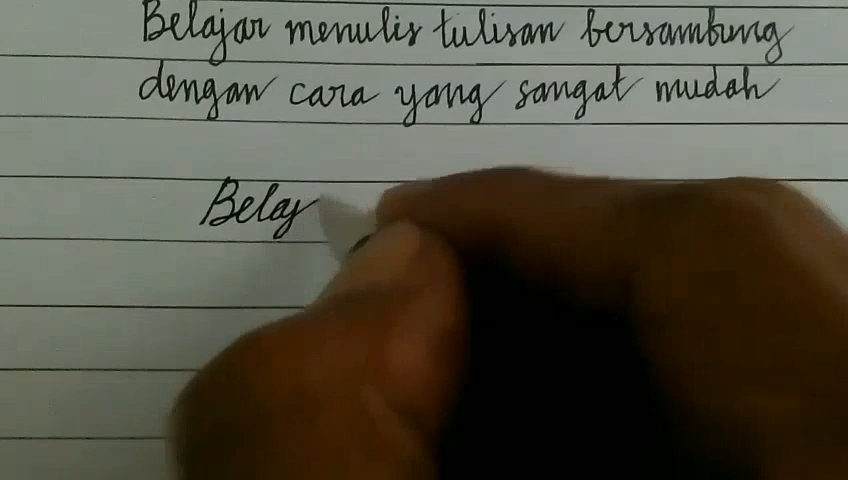 Belajar menulis tulisan bersambung
dengan cara yang sangat mudah
Belaj